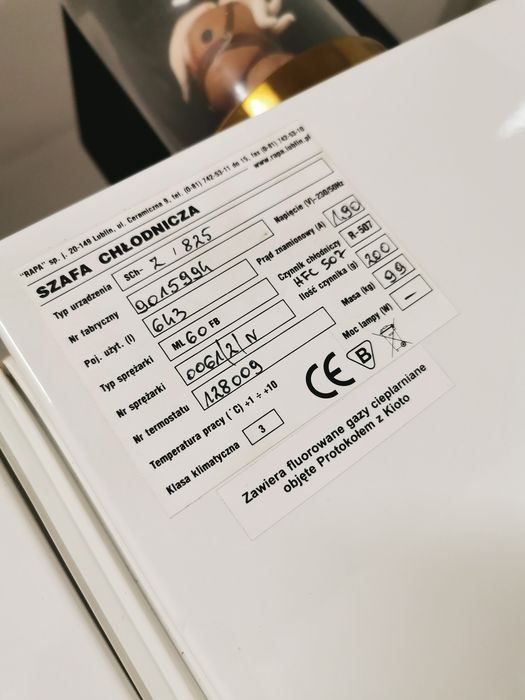 "RAPA" sp. j. 20-149 Lublin, ul. Ceramiczna 9, tel. (0-81) 742-53-11 do 15, fax (0-81) 742-53-10
www.rapa.lublin.pl
SZAFA CHŁODNICZA
Typ urządzenia SCh- Z / 825 Napięcie (V)~230/50Hz
Nr fabryczny 9015994 Prąd znamionowy (A) 1,90
Poj. użyt. (l) 643 Czynnik chłodniczy R-507
HFC 507
Typ sprężarki ML 60 FB Ilość czynnika (g) 200
Nr sprężarki 00612 N Masa (kg) 99
Nr termostatu 128009 Moc lampy (W) —
Temperatura pracy (˚C) +1 ÷ +10
Klasa klimatyczna 3
CE B
Zawiera fluorowane gazy cieplarniane
objęte Protokołem z Kioto